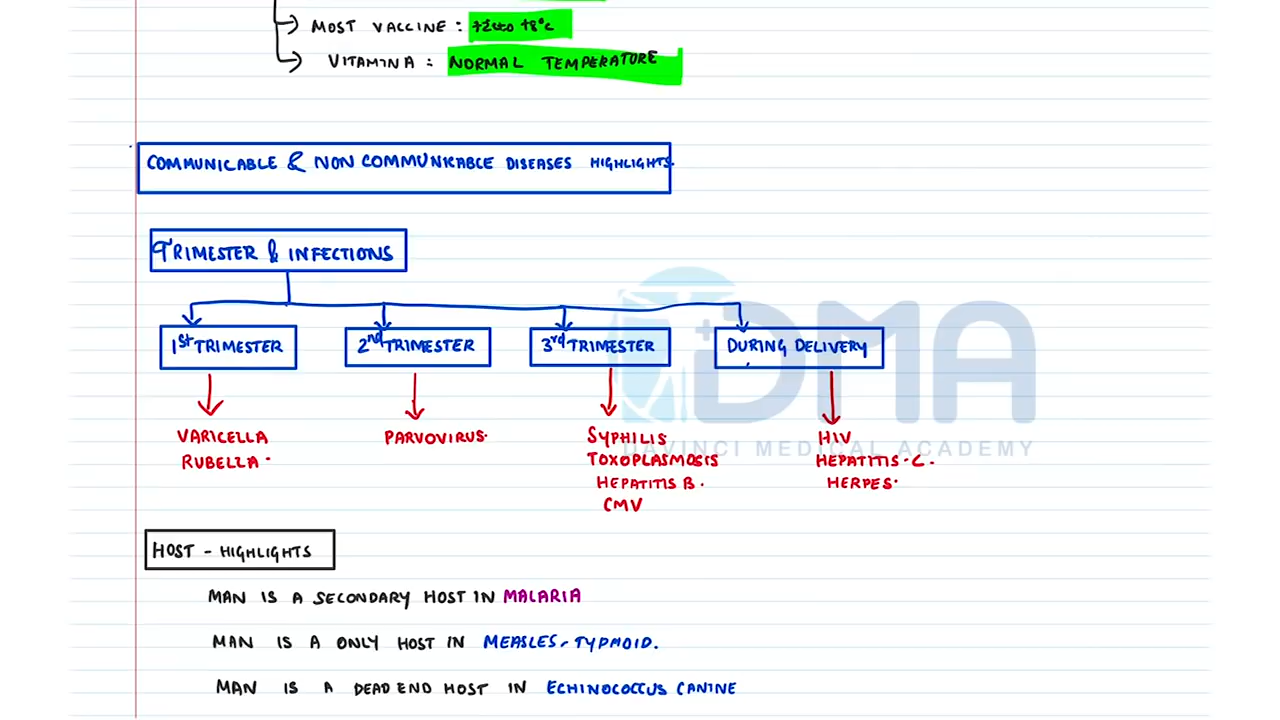 MOST VACCINE : +2 to +8°C
VITAMIN A : NORMAL TEMPERATORE
COMMUNICABLE & NON COMMUNICABLE DISEASES HIGHLIGHTS.
TRIMESTER & INFECTIONS
1st TRIMESTER 2nd TRIMESTER 3rd TRIMESTER DURING DELIVERY
VARICELLA PARVOVIRUS. SYPHILIS HIV
RUBELLA. TOXOPLASMOSIS HEPATITIS. C.
HEPATITIS B. HERPES.
CMV
DMA
DAVINCI MEDICAL ACADEMY
HOST - HIGHLIGHTS
MAN IS A SECONDARY HOST IN MALARIA
MAN IS A ONLY HOST IN MEASLES, TYPHOID.
MAN IS A DEAD END HOST IN ECHINOCOCCUS CANINE